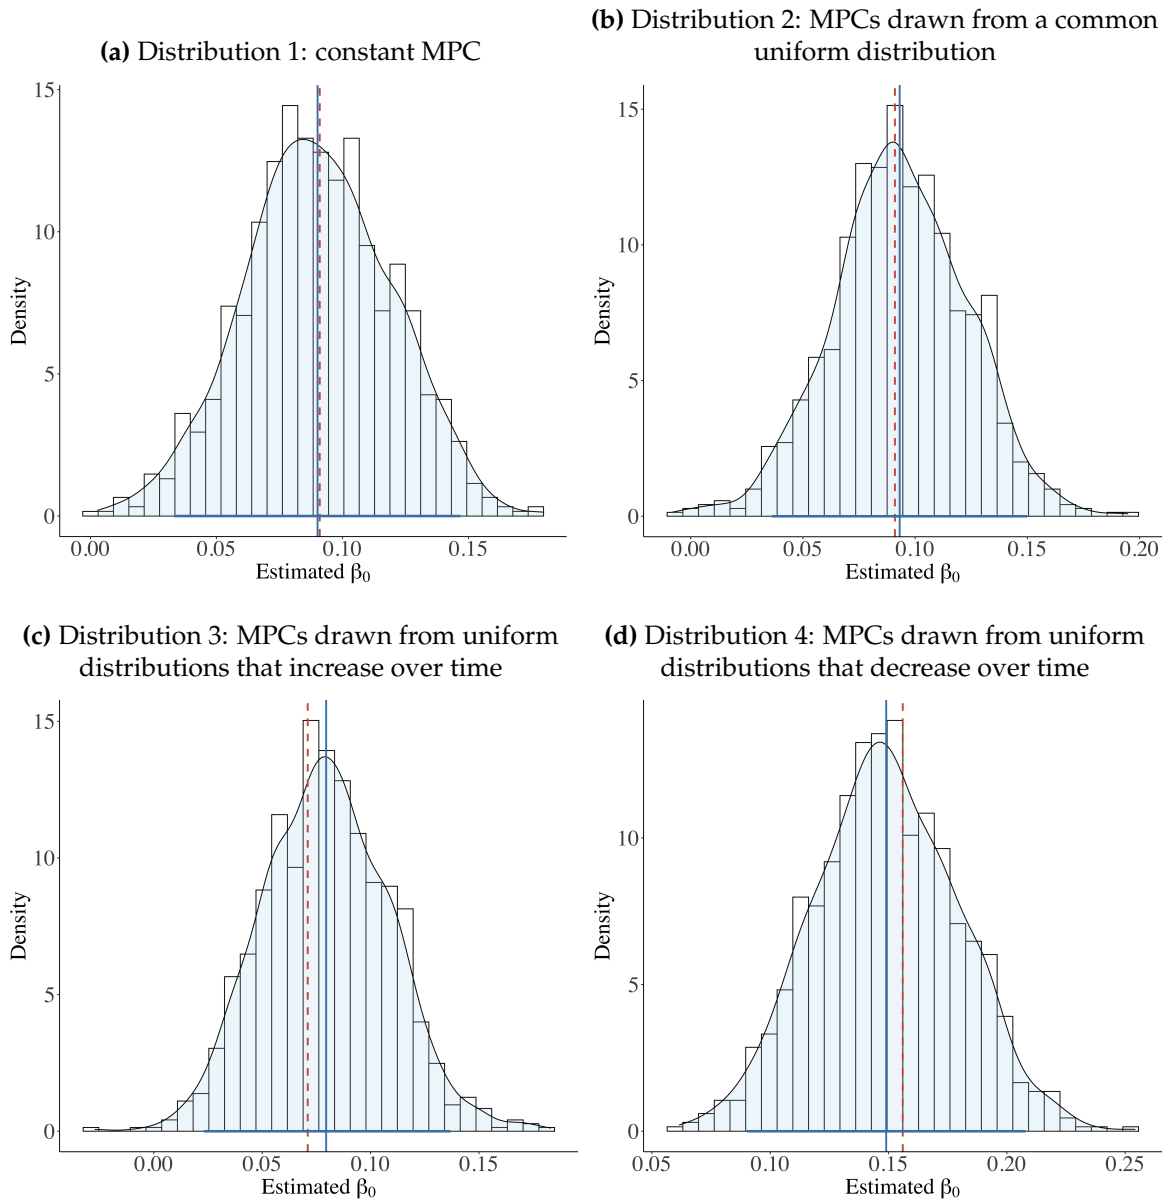 (a) Distribution 1: constant MPC
15
10
5
0
Density
0.00 0.05 0.10 0.15
Estimated β₀
(b) Distribution 2: MPCs drawn from a common
uniform distribution
15
10
5
0
Density
0.00 0.05 0.10 0.15 0.20
Estimated β₀
(c) Distribution 3: MPCs drawn from uniform
distributions that increase over time
15
10
5
0
Density
0.00 0.05 0.10 0.15
Estimated β₀
(d) Distribution 4: MPCs drawn from uniform
distributions that decrease over time
10
5
0
Density
0.05 0.10 0.15 0.20 0.25
Estimated β₀